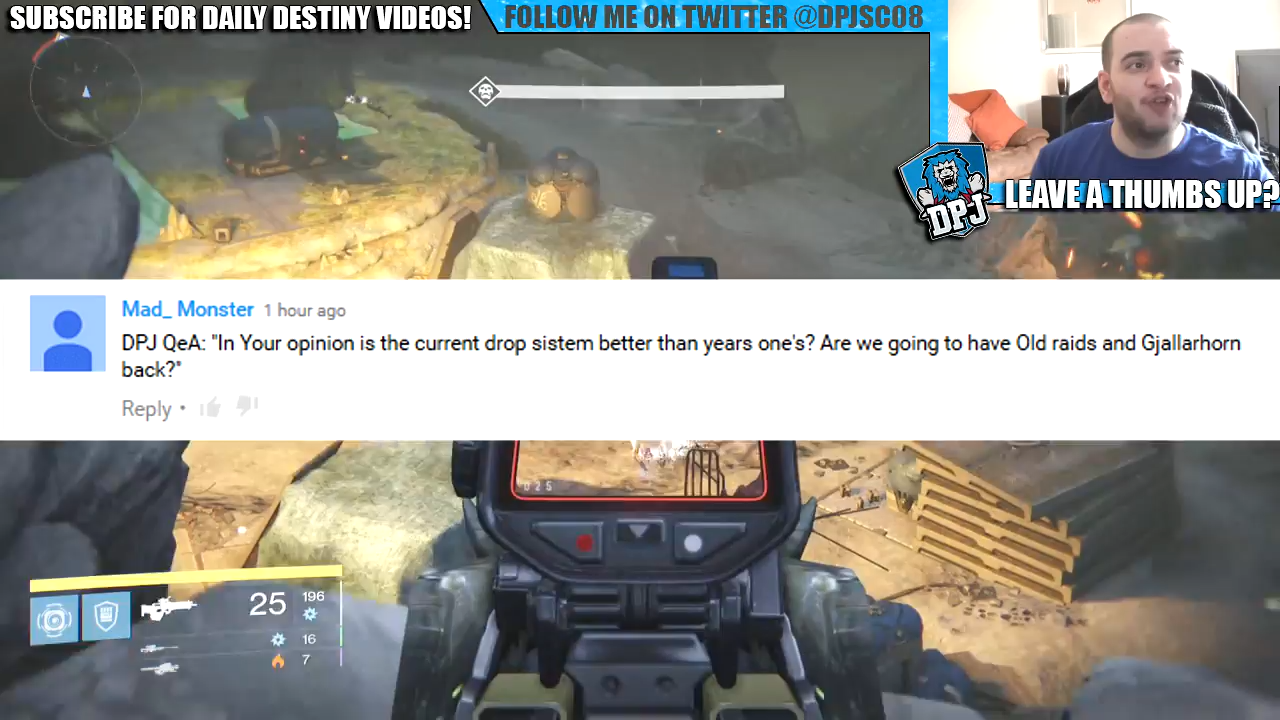 SUBSCRIBE FOR DAILY DESTINY VIDEOS!
FOLLOW ME ON TWITTER @DPJSC08
DPJ
LEAVE A THUMBS UP?
Mad_ Monster 1 hour ago
DPJ QeA: "In Your opinion is the current drop sistem better than years one's? Are we going to have Old raids and Gjallarhorn
back?"
Reply •
025
25 196
16
7